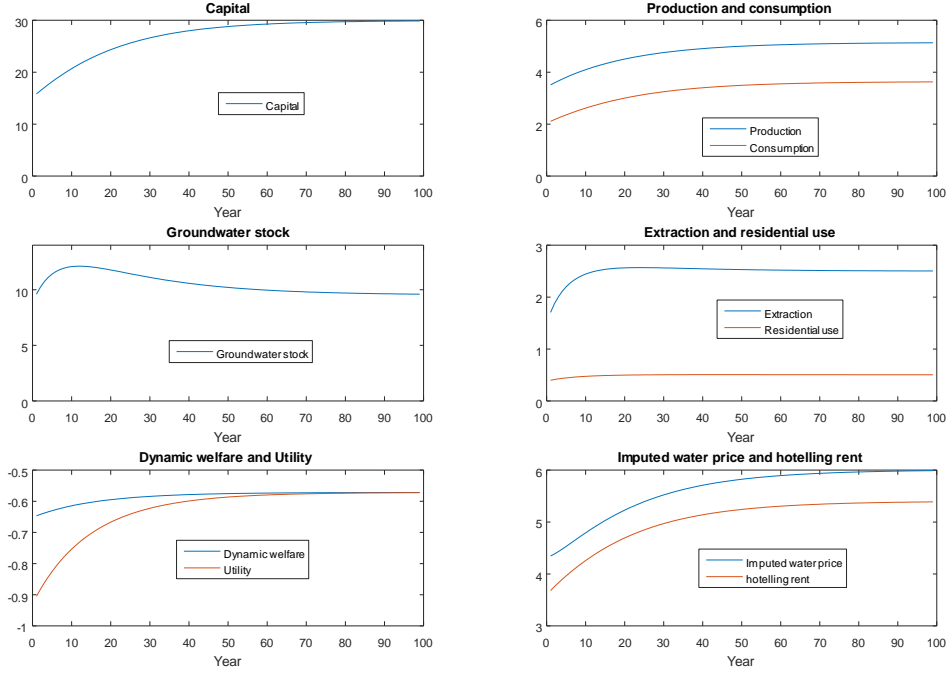 Capital
30
20
10
0
Capital
0 10 20 30 40 50 60 70 80 90 100
Year
Production and consumption
6
4
2
0
Production
Consumption
0 10 20 30 40 50 60 70 80 90 100
Year
Groundwater stock
10
5
0
Groundwater stock
0 10 20 30 40 50 60 70 80 90 100
Year
Extraction and residential use
3
2
1
0
Extraction
Residential use
0 10 20 30 40 50 60 70 80 90 100
Year
Dynamic welfare and Utility
-0.5
-0.6
-0.7
-0.8
-0.9
-1
Dynamic welfare
Utility
0 10 20 30 40 50 60 70 80 90 100
Year
Imputed water price and hotelling rent
6
5
4
3
Imputed water price
hotelling rent
0 10 20 30 40 50 60 70 80 90 100
Year